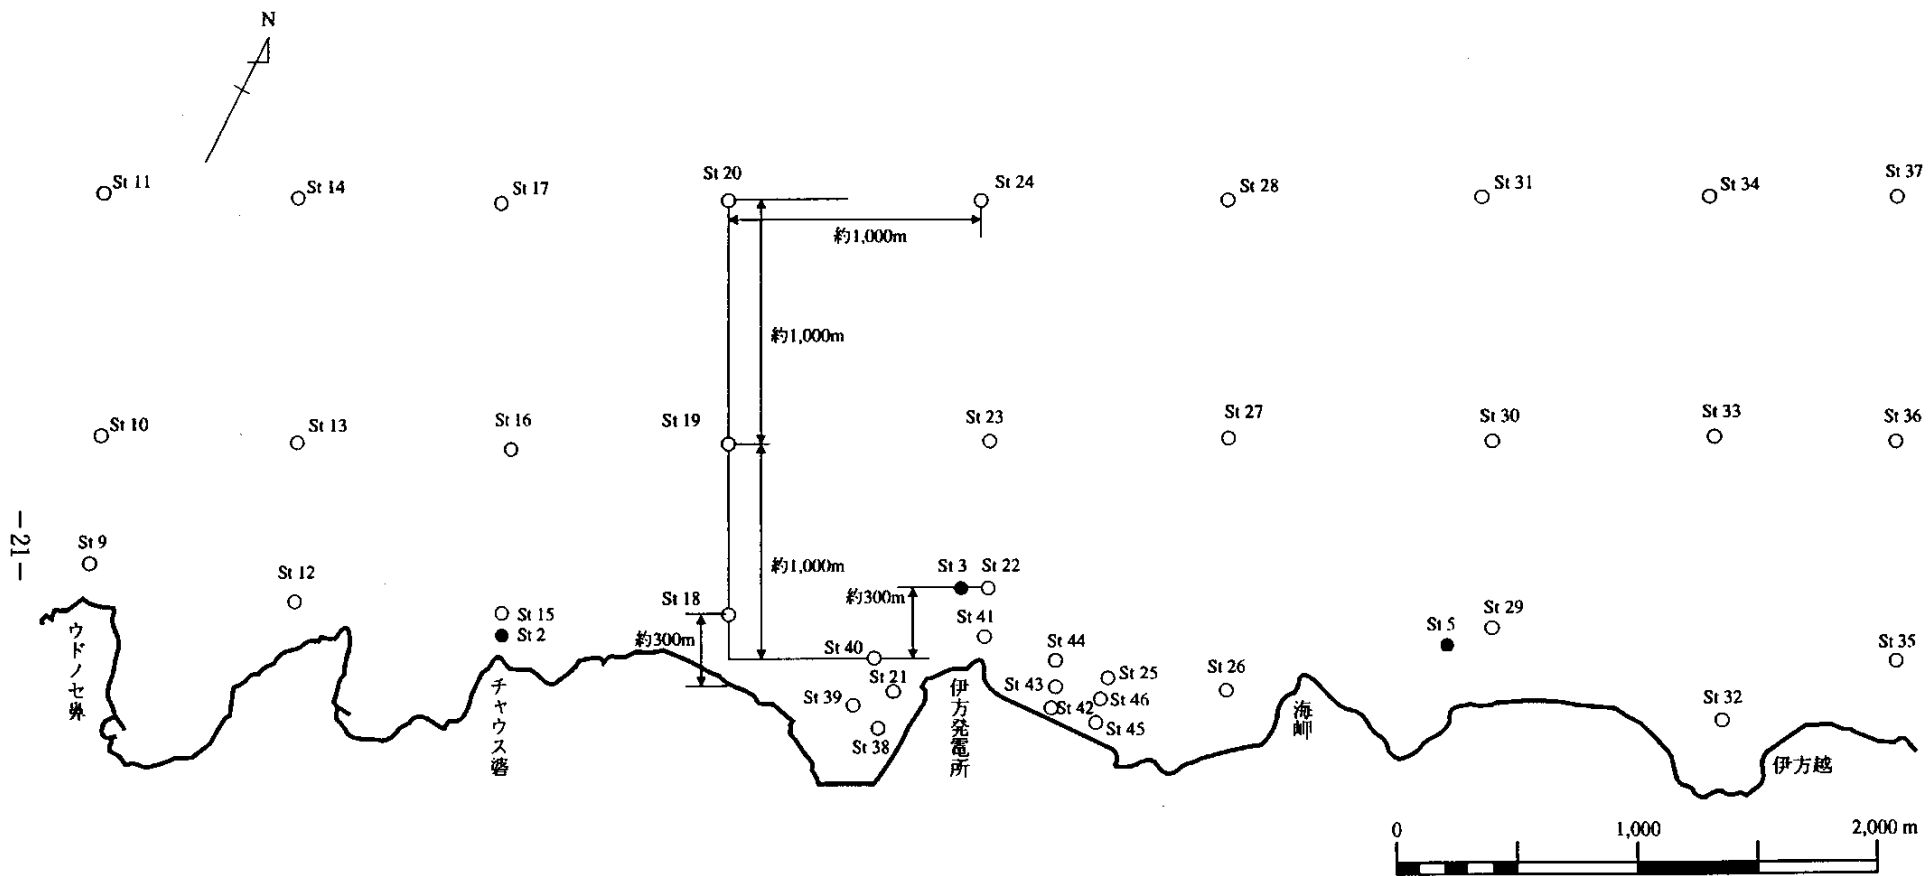 N
St 11
St 14
St 17
St 20
St 24
St 28
St 31
St 34
St 37
約1,000m
約1,000m
St 10
St 13
St 16
St 19
St 23
St 27
St 30
St 33
St 36
St 9
St 12
St 15
St 2
St 18
約1,000m
約300m
St 3
St 22
約300m
St 41
St 40
St 21
St 39
St 38
St 44
St 43
St 42
St 25
St 46
St 45
St 26
St 5
St 29
St 32
St 35
ウドノセ鼻
チャウス碆
伊方発電所
海岬
伊方越
0 1,000 2,000 m
－21－